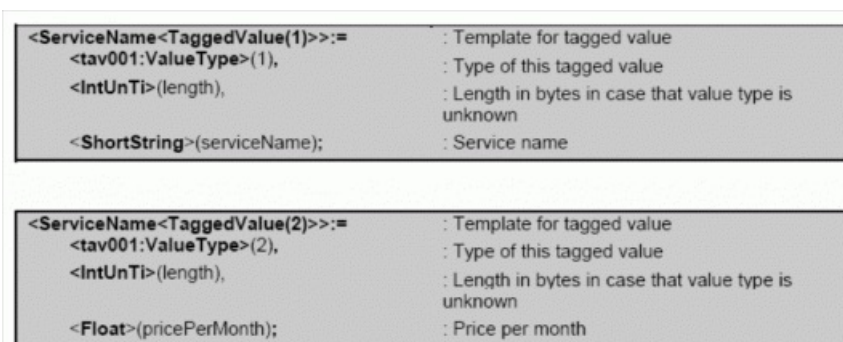 <ServiceName<TaggedValue(1)>>:= : Template for tagged value
<tav001:ValueType>(1), : Type of this tagged value
<IntUnTi>(length), : Length in bytes in case that value type is
unknown
<ShortString>(serviceName); : Service name
<ServiceName<TaggedValue(2)>>:= : Template for tagged value
<tav001:ValueType>(2), : Type of this tagged value
<IntUnTi>(length), : Length in bytes in case that value type is
unknown
<Float>(pricePerMonth); : Price per month